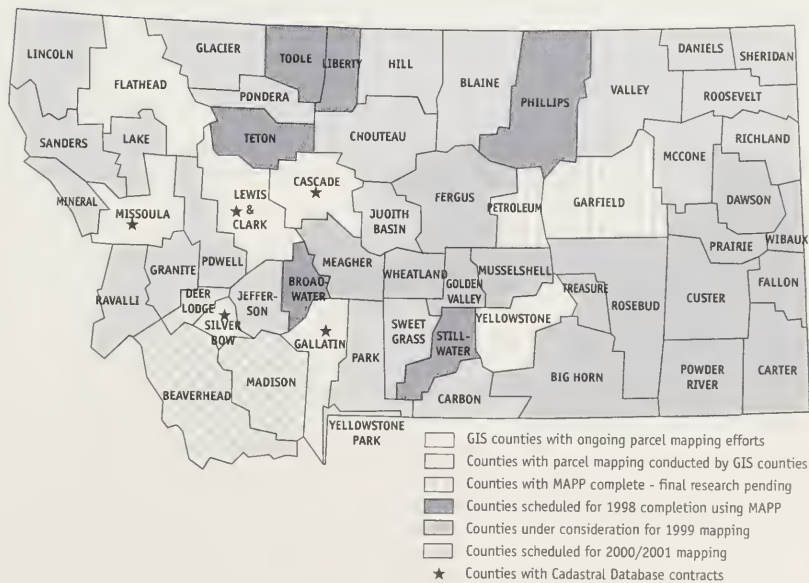 LINCOLN
GLACIER
TOOLE
LIBERTY
HILL
BLAINE
PHILLIPS
VALLEY
DANIELS
SHERIDAN
FLATHEAD
PONDERA
ROOSEVELT
SANDERS
LAKE
TETON
CHOUTEAU
MCCONE
RICHLAND
MINERAL
MISSOULA
LEWIS
&
CLARK
CASCADE
JUOITH
BASIN
FERGUS
PETROLEUM
GARFIELD
DAWSON
PRAIRIE
WIBAUX
PDWELL
GRANITE
RAVALLI
DEER
LODGE
SILVER
BOW
JEFFER-
SON
BROAD-
WATER
MEAGHER
WHEATLAND
GOLDEN
VALLEY
MUSSELSHELL
TREASURE
ROSEBUD
CUSTER
FALLON
GALLATIN
PARK
SWEET
GRASS
STILL-
WATER
YELLOWSTONE
BIG HORN
POWDER
RIVER
CARTER
BEAVERHEAD
MADISON
CARBON
YELLOWSTONE
PARK
GIS counties with ongoing parcel mapping efforts
Counties with parcel mapping conducted by GIS counties
Counties with MAPP complete - final research pending
Counties scheduled for 1998 completion using MAPP
Counties under consideration for 1999 mapping
Counties scheduled for 2000/2001 mapping
★ Counties with Cadastral Database contracts